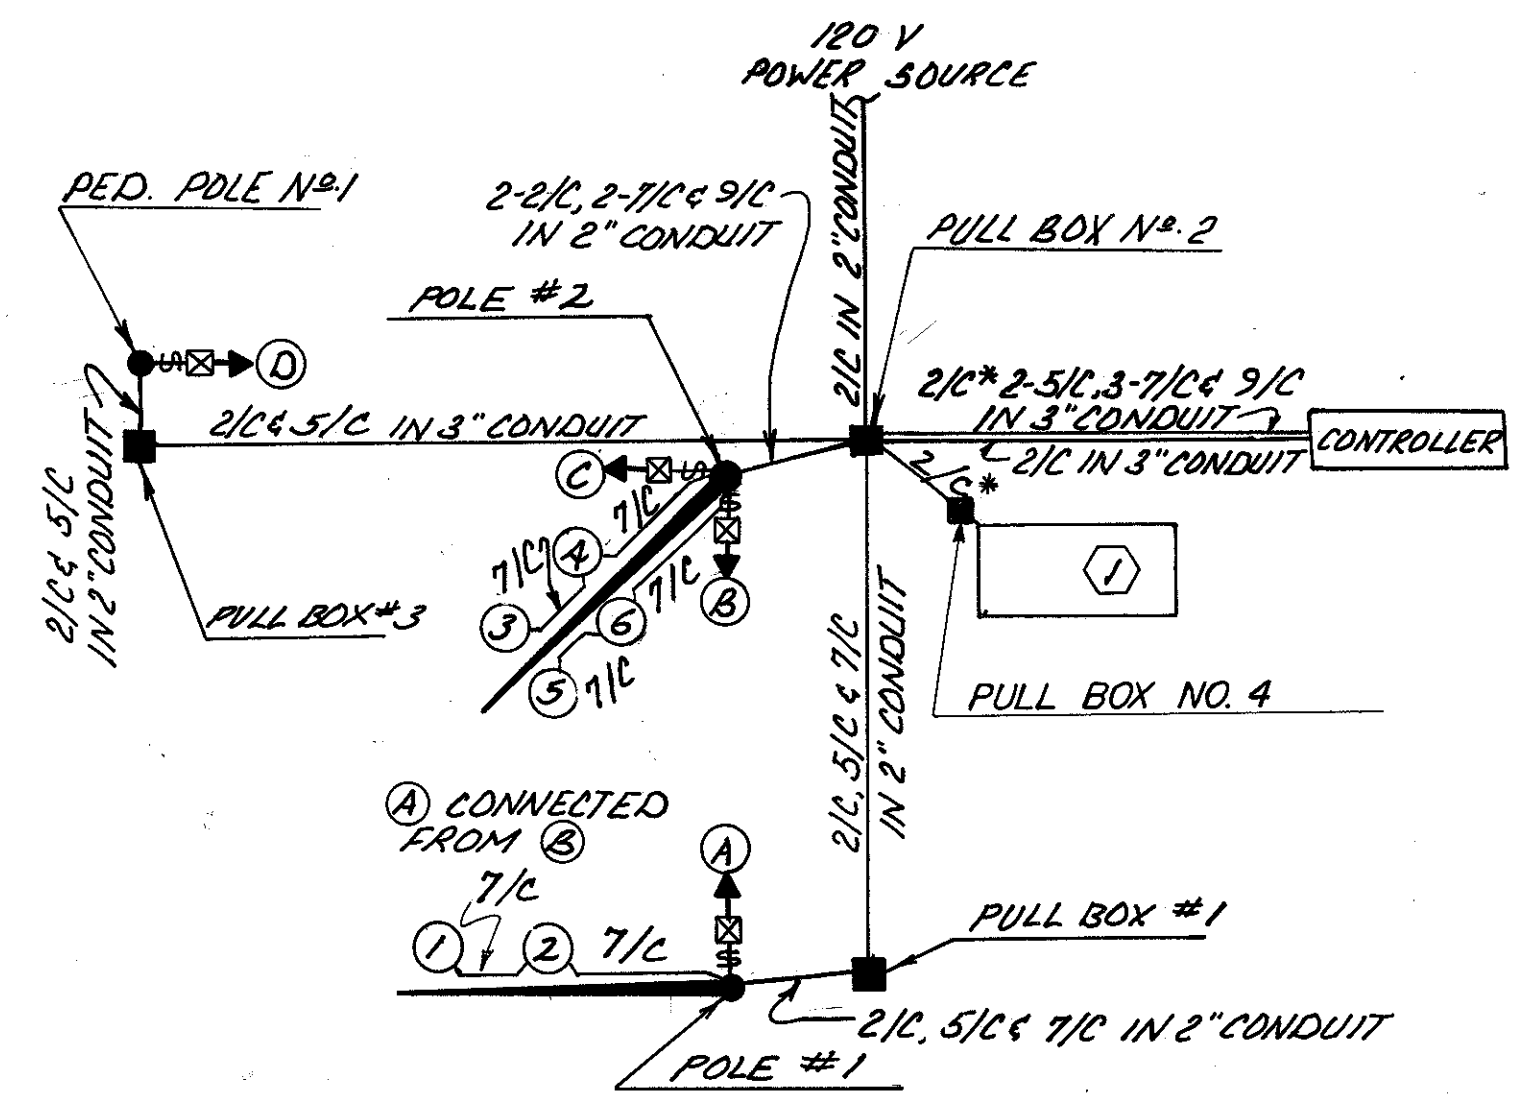 120 V
POWER SOURCE
2/C IN 2" CONDUIT
PED. POLE Nº.1
2-2/C, 2-7/C & 9/C
IN 2" CONDUIT
PULL BOX Nº.2
POLE #2
D
2/C & 5/C IN 3" CONDUIT
2/C* 2-5/C, 3-7/C & 9/C
IN 3" CONDUIT
CONTROLLER
2/C IN 3" CONDUIT
2/C *
2/C & 5/C
IN 2" CONDUIT
C
7/C
4
7/C
3
6
7/C
B
5
7/C
1
PULL BOX #3
PULL BOX NO. 4
2/C, 5/C & 7/C
IN 2" CONDUIT
A CONNECTED
FROM B
A
7/C
1
2
7/C
PULL BOX #1
2/C, 5/C & 7/C IN 2" CONDUIT
POLE #1